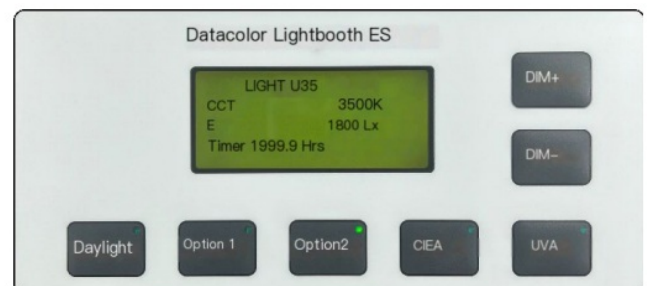 Datacolor Lightbooth ES
LIGHT U35
CCT 3500K
E 1800 Lx
Timer 1999.9 Hrs
DIM+
DIM-
Daylight
Option 1
Option2
CIEA
UVA